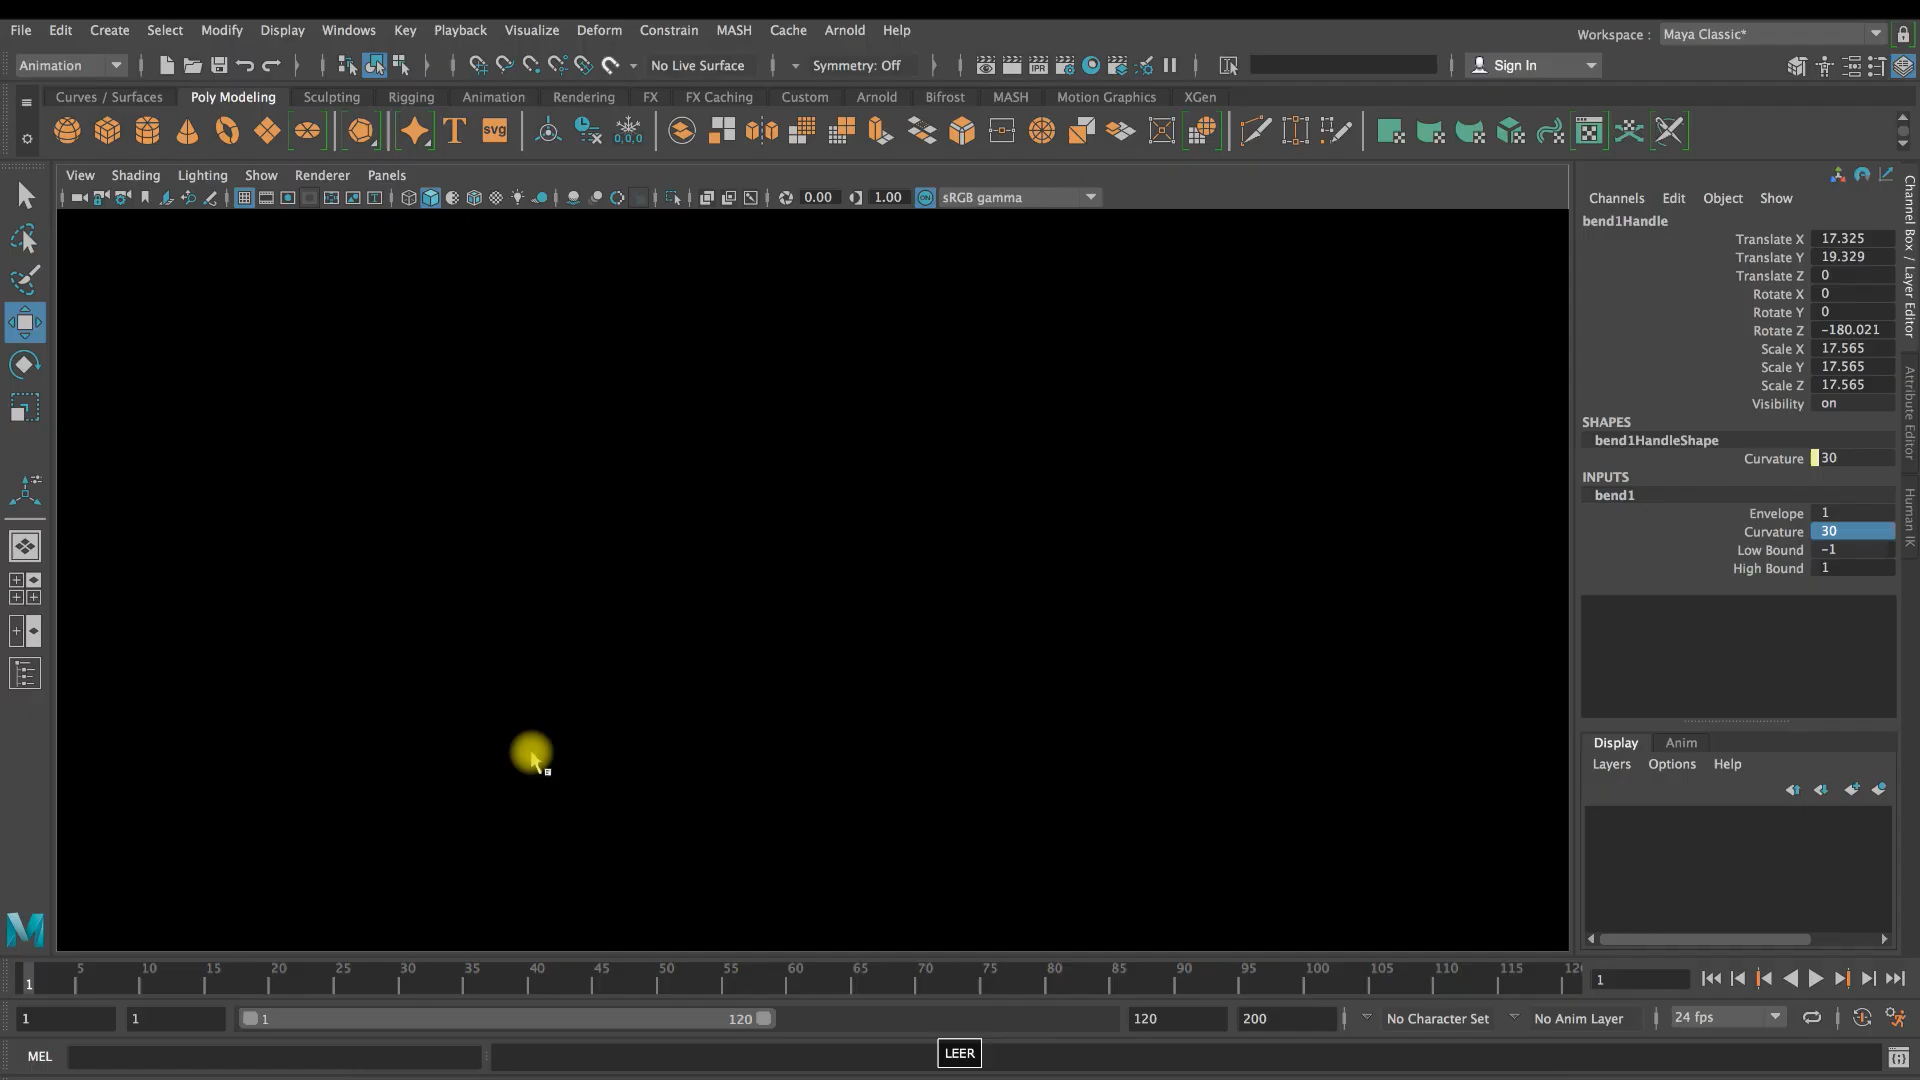 File Edit Create Select Modify Display Windows Key Playback Visualize Deform Constrain MASH Cache Arnold Help
Workspace : Maya Classic*
Animation No Live Surface Symmetry: Off Sign In
Curves / Surfaces Poly Modeling Sculpting Rigging Animation Rendering FX FX Caching Custom Arnold Bifrost MASH Motion Graphics XGen
IPR
T svg 0,0,0
View Shading Lighting Show Renderer Panels
0.00 1.00 ON sRGB gamma
Channels Edit Object Show
bend1Handle
Translate X 17.325
Translate Y 19.329
Translate Z 0
Rotate X 0
Rotate Y 0
Rotate Z -180.021
Scale X 17.565
Scale Y 17.565
Scale Z 17.565
Visibility on
SHAPES
bend1HandleShape
Curvature 30
INPUTS
bend1
Envelope 1
Curvature 30
Low Bound -1
High Bound 1
Channel Box / Layer Editor
Attribute Editor
Human IK
Display Anim
Layers Options Help
M
5 10 15 20 25 30 35 40 45 50 55 60 65 70 75 80 85 90 95 100 105 110 115 12
1
1
1 1 1 120 120 200 No Character Set No Anim Layer 24 fps
MEL
LEER